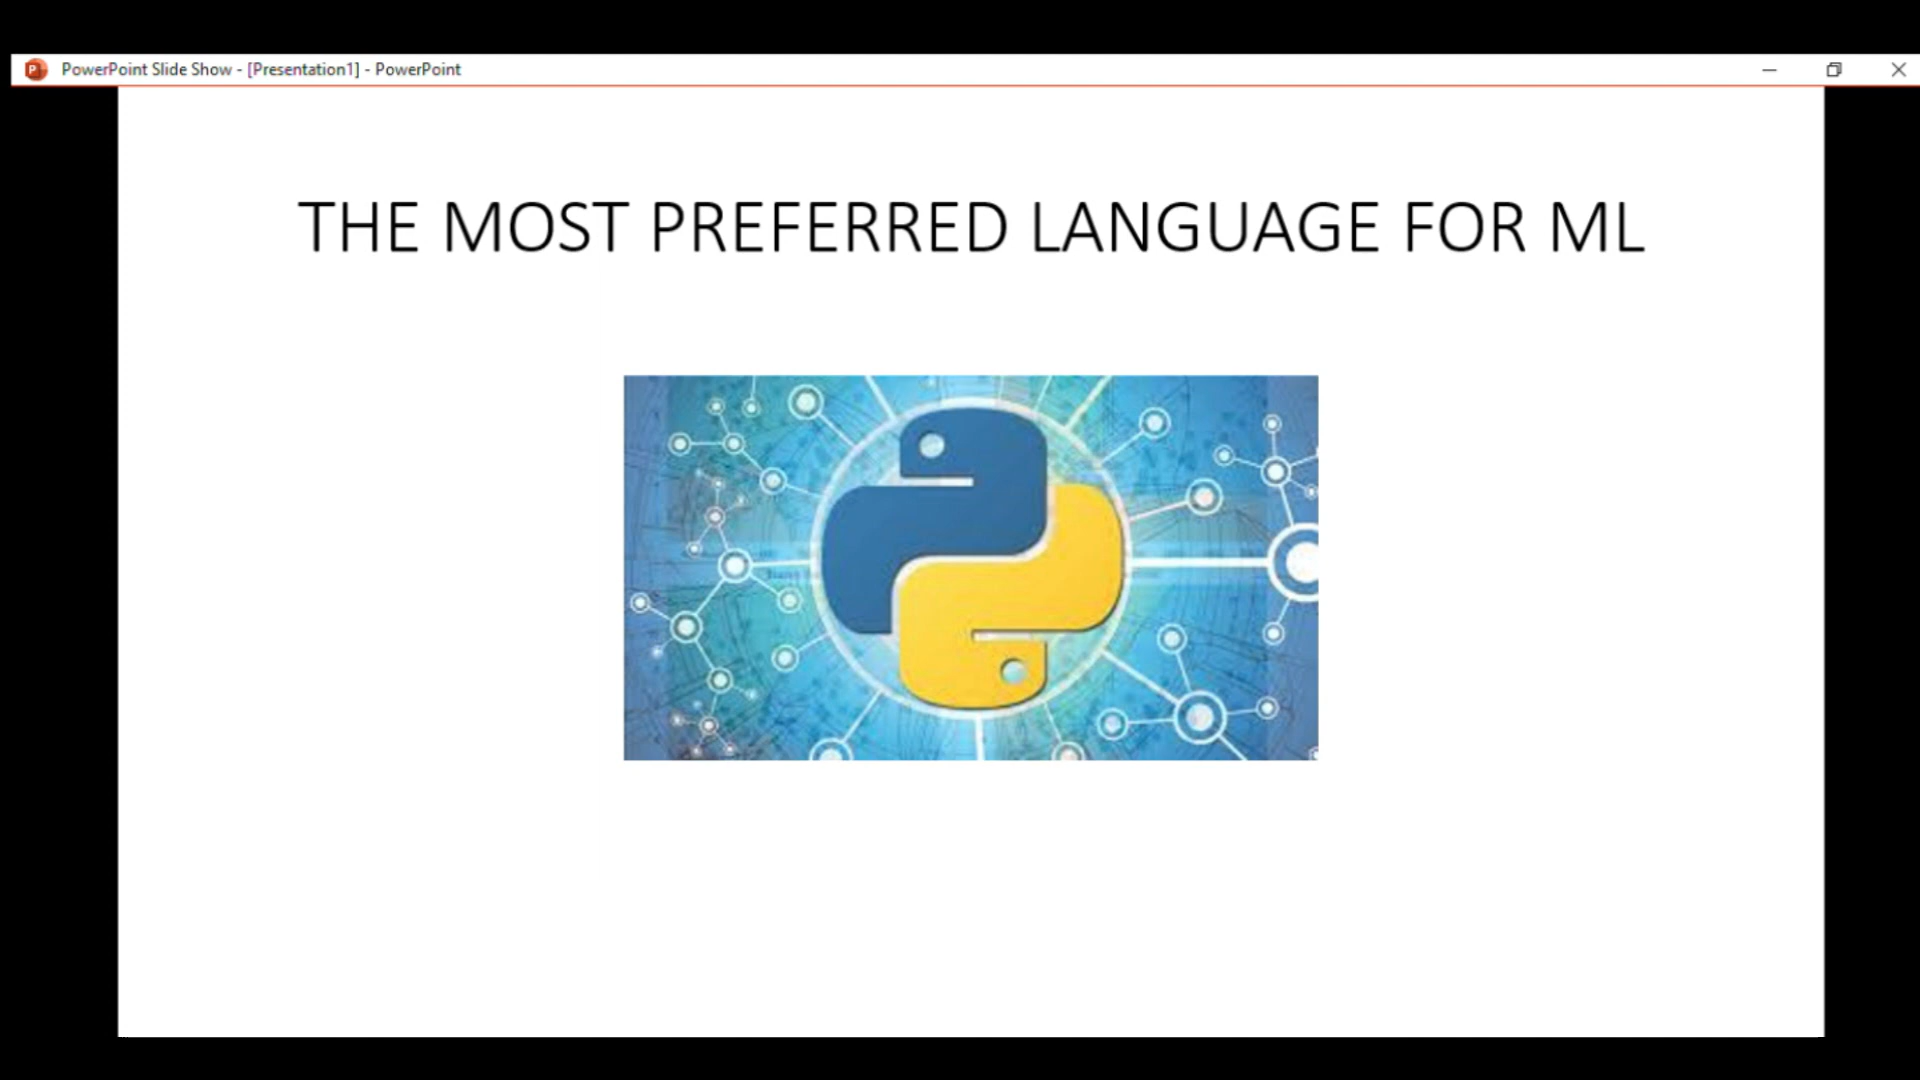 PowerPoint Slide Show - [Presentation1] - PowerPoint
THE MOST PREFERRED LANGUAGE FOR ML